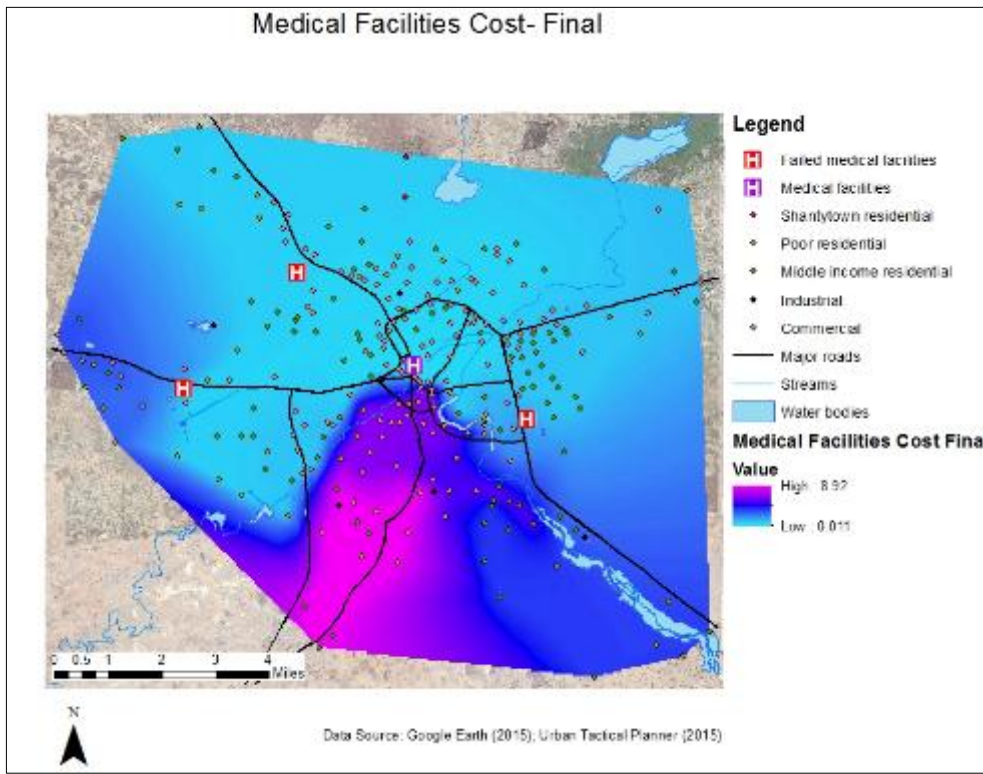 Medical Facilities Cost- Final
Legend
H Failed medical facilities
H Medical facilities
Shantytown residential
Poor residential
Middle income residential
Industrial
Commercial
Major roads
Streams
Water bodies
Medical Facilities Cost Fina
Value
High : 8.92
Low : 0.011
H
H
H
H
0 0.5 1 2 3 4
Miles
N
Data Source: Google Earth (2015); Urban Tactical Planner (2015)